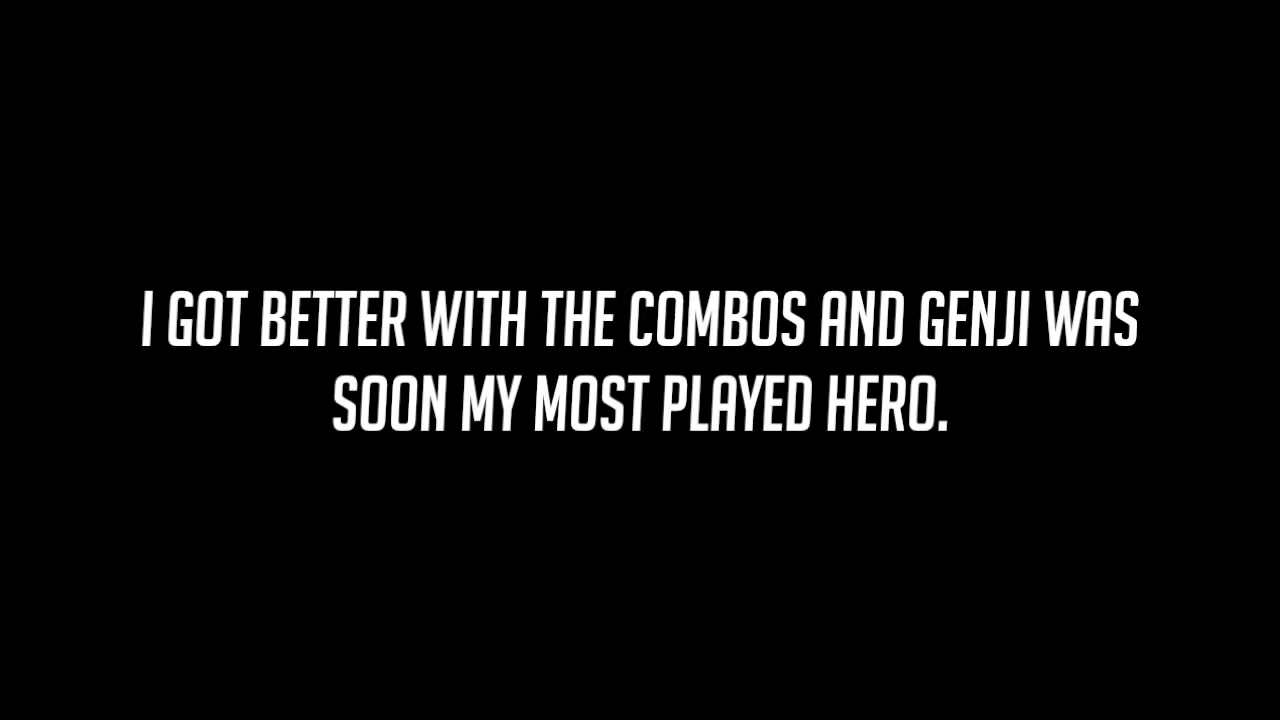 I GOT BETTER WITH THE COMBOS AND GENJI WAS
SOON MY MOST PLAYED HERO.